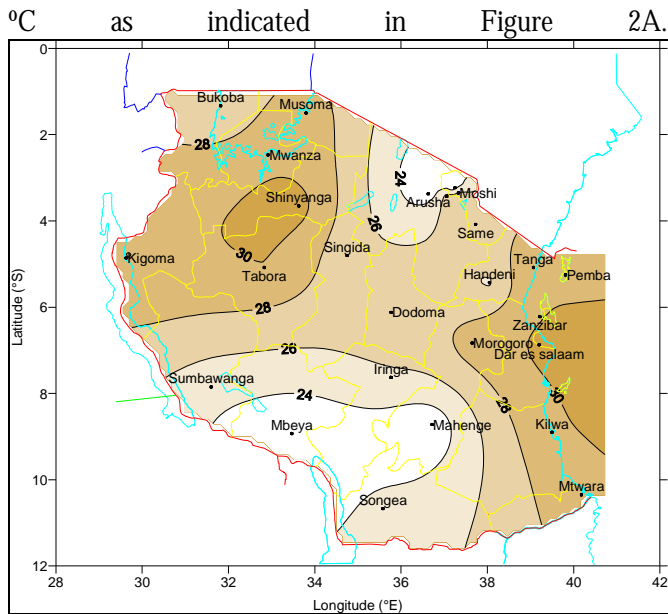 ºC as indicated in Figure 2A.
0
Bukoba
Musoma
2
28
Mwanza
24
Shinyanga
Arusha
Moshi
4
26
Same
Singida
Kigoma
30
Tanga
Tabora
Handeni
Pemba
Latitude (°S)
6
28
Dodoma
Zanzibar
26
Morogoro
Dar es salaam
Iringa
Sumbawanga
8
24
30
28
Mbeya
Mahenge
Kilwa
10
Mtwara
Songea
12
28 30 32 34 36 38 40 42
Longitude (°E)